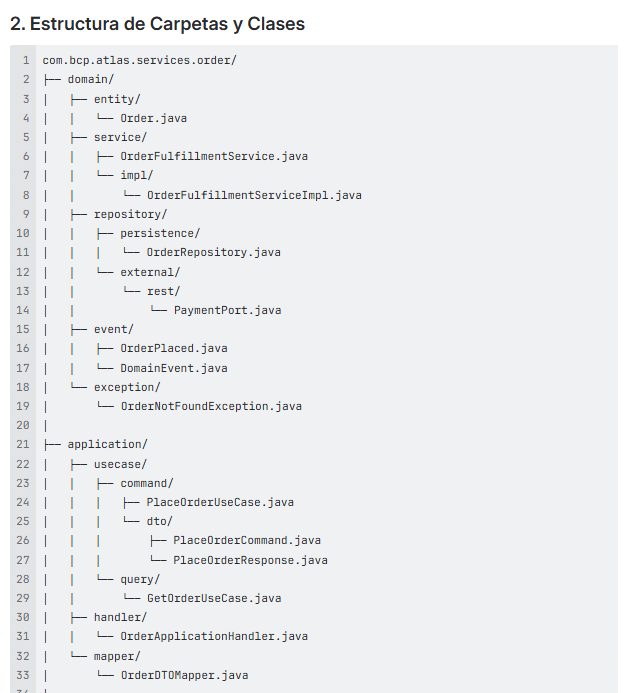 2. Estructura de Carpetas y Clases
1 com.bcp.atlas.services.order/
2 ├── domain/
3 │   ├── entity/
4 │   │   └── Order.java
5 │   ├── service/
6 │   │   ├── OrderFulfillmentService.java
7 │   │   └── impl/
8 │   │       └── OrderFulfillmentServiceImpl.java
9 │   ├── repository/
10 │   │   ├── persistence/
11 │   │   │   └── OrderRepository.java
12 │   │   └── external/
13 │   │       └── rest/
14 │   │           └── PaymentPort.java
15 │   ├── event/
16 │   │   ├── OrderPlaced.java
17 │   │   └── DomainEvent.java
18 │   └── exception/
19 │       └── OrderNotFoundException.java
20 │
21 ├── application/
22 │   ├── usecase/
23 │   │   ├── command/
24 │   │   │   ├── PlaceOrderUseCase.java
25 │   │   │   └── dto/
26 │   │   │       ├── PlaceOrderCommand.java
27 │   │   │       └── PlaceOrderResponse.java
28 │   │   └── query/
29 │   │       └── GetOrderUseCase.java
30 │   ├── handler/
31 │   │   └── OrderApplicationHandler.java
32 │   └── mapper/
33 │       └── OrderDTOMapper.java